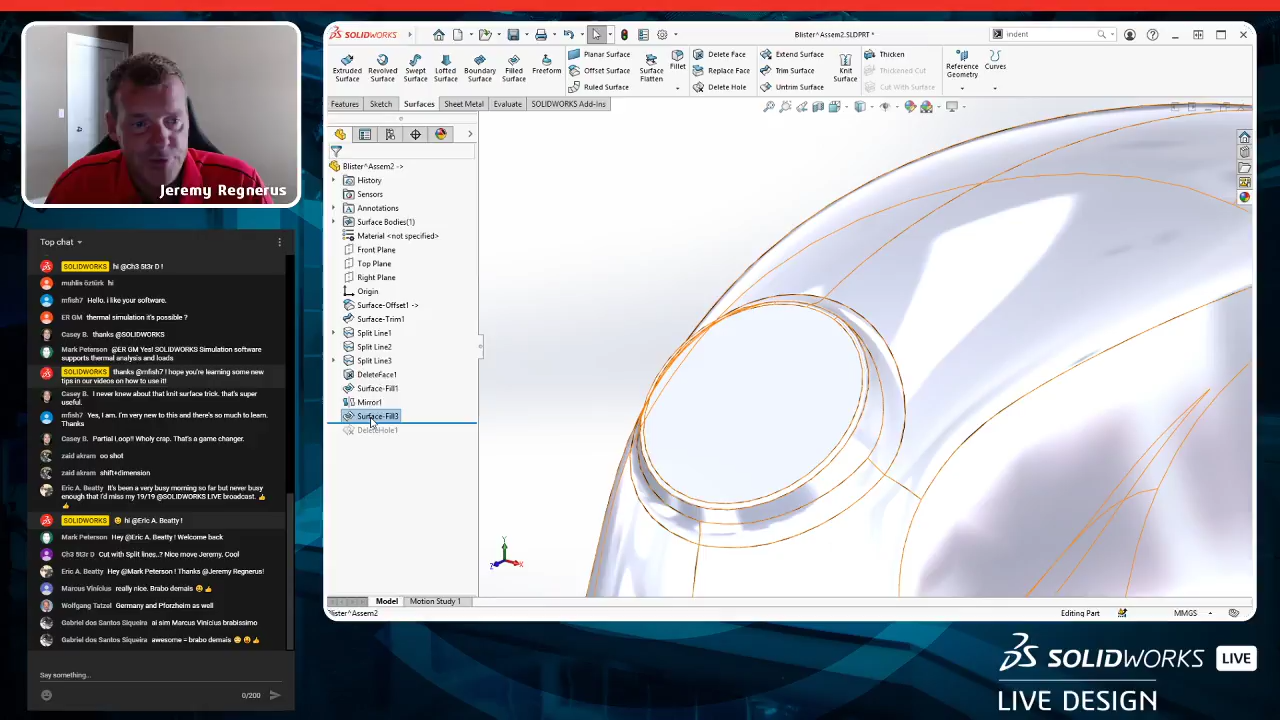 Jeremy Regnerus
Top chat
SOLIDWORKS hi @Ch3 5t3r D !
muhlis öztürk hi
mfish7 Hello. i like your software.
ER GM thermal simulation it's possible ?
Casey B. thanks @SOLIDWORKS
Mark Peterson @ER GM Yes! SOLIDWORKS Simulation software
supports thermal analysis and loads
SOLIDWORKS thanks @mfish7 ! hope you're learning some new
tips in our videos on how to use it!
Casey B. I never knew about that knit surface trick. that's super
useful.
mfish7 Yes, I am. I'm very new to this and there's so much to learn.
Thanks
Casey B. Partial Loop!! Wholy crap. That's a game changer.
zaid akram oo shot
zaid akram shift+dimension
Eric A. Beatty It's been a very busy morning so far but never busy
enough that I'd miss my 19/19 @SOLIDWORKS LIVE broadcast.
SOLIDWORKS hi @Eric A. Beatty !
Mark Peterson Hey @Eric A. Beatty ! Welcome back
Ch3 5t3r D Cut with Split lines..? Nice move Jeremy. Cool
Eric A. Beatty Hey @Mark Peterson ! Thanks @Jeremy Regnerus!
Marcus Vinícius really nice. Brabo demais
Wolfgang Tatzel Germany and Pforzheim as well
Gabriel dos Santos Siqueira ai sim Marcus Vinícius brabissimo
Gabriel dos Santos Siqueira awesome = brabo demais
Say something...
0/200
SOLIDWORKS
Blister^Assem2.SLDPRT *
indent
Extruded Surface
Revolved Surface
Swept Surface
Lofted Surface
Boundary Surface
Filled Surface
Freeform
Planar Surface
Offset Surface
Ruled Surface
Surface Flatten
Fillet
Delete Face
Replace Face
Delete Hole
Extend Surface
Trim Surface
Untrim Surface
Knit Surface
Thicken
Thickened Cut
Cut With Surface
Reference Geometry
Curves
Features Sketch Surfaces Sheet Metal Evaluate SOLIDWORKS Add-Ins
Blister^Assem2 ->
History
Sensors
Annotations
Surface Bodies(1)
Material <not specified>
Front Plane
Top Plane
Right Plane
Origin
Surface-Offset1 ->
Surface-Trim1
Split Line1
Split Line2
Split Line3
DeleteFace1
Surface-Fill1
Mirror1
Surface-Fill3
DeleteHole1
Y
Z
X
Model Motion Study 1
Blister^Assem2
Editing Part
MMGS
SOLIDWORKS LIVE
LIVE DESIGN